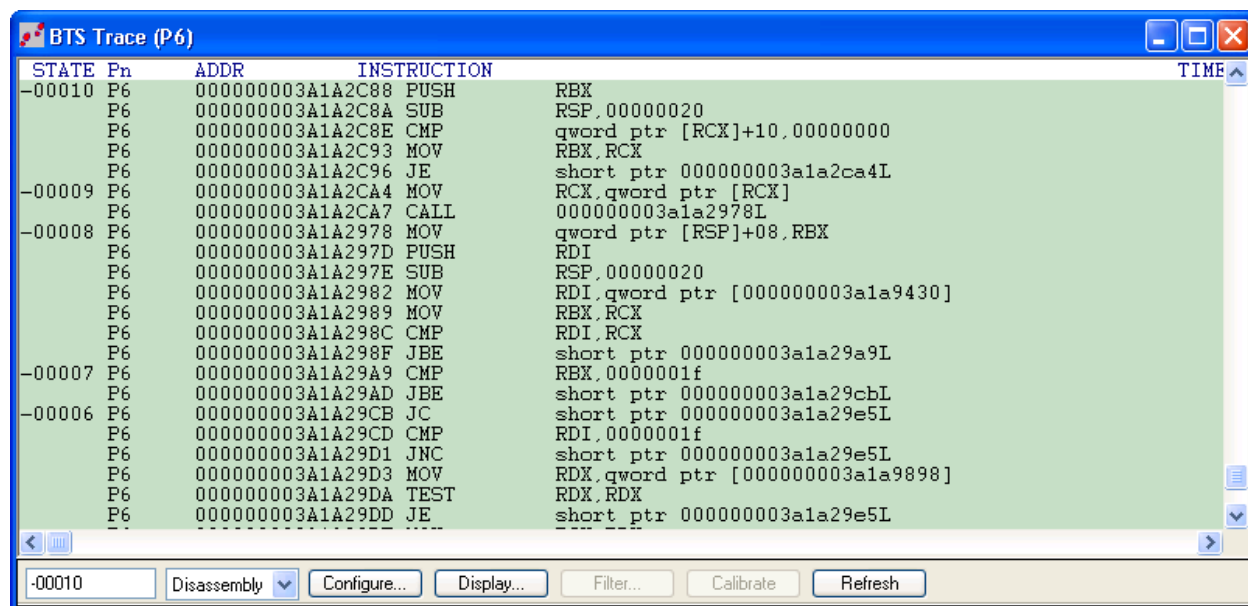 BTS Trace (P6)
STATE Pn ADDR INSTRUCTION TIME
-00010 P6 000000003A1A2C88 PUSH RBX
P6 000000003A1A2C8A SUB RSP,00000020
P6 000000003A1A2C8E CMP qword ptr [RCX]+10,00000000
P6 000000003A1A2C93 MOV RBX,RCX
P6 000000003A1A2C96 JE short ptr 000000003a1a2ca4L
-00009 P6 000000003A1A2CA4 MOV RCX,qword ptr [RCX]
P6 000000003A1A2CA7 CALL 000000003a1a2978L
-00008 P6 000000003A1A2978 MOV qword ptr [RSP]+08,RBX
P6 000000003A1A297D PUSH RDI
P6 000000003A1A297E SUB RSP,00000020
P6 000000003A1A2982 MOV RDI,qword ptr [000000003a1a9430]
P6 000000003A1A2989 MOV RBX,RCX
P6 000000003A1A298C CMP RDI,RCX
P6 000000003A1A298F JBE short ptr 000000003a1a29a9L
-00007 P6 000000003A1A29A9 CMP RBX,0000001f
P6 000000003A1A29AD JBE short ptr 000000003a1a29cbL
-00006 P6 000000003A1A29CB JC short ptr 000000003a1a29e5L
P6 000000003A1A29CD CMP RDI,0000001f
P6 000000003A1A29D1 JNC short ptr 000000003a1a29e5L
P6 000000003A1A29D3 MOV RDX,qword ptr [000000003a1a9898]
P6 000000003A1A29DA TEST RDX,RDX
P6 000000003A1A29DD JE short ptr 000000003a1a29e5L
-00010 Disassembly Configure... Display... Filter... Calibrate Refresh